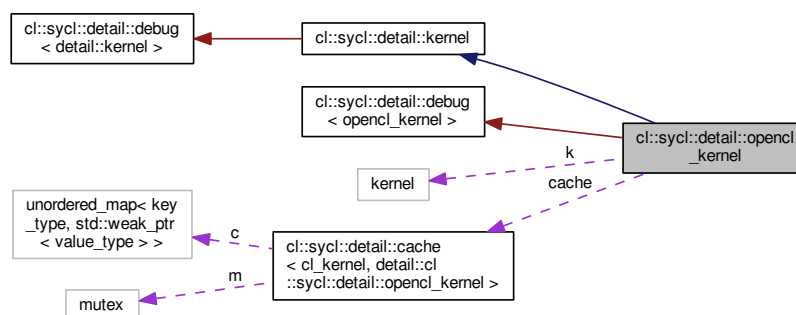 cl::sycl::detail::debug
< detail::kernel >
cl::sycl::detail::kernel
cl::sycl::detail::debug
< opencl_kernel >
cl::sycl::detail::opencl
_kernel
k
kernel
cache
unordered_map< key
_type, std::weak_ptr
< value_type > >
c
cl::sycl::detail::cache
< cl_kernel, detail::cl
::sycl::detail::opencl_kernel >
m
mutex